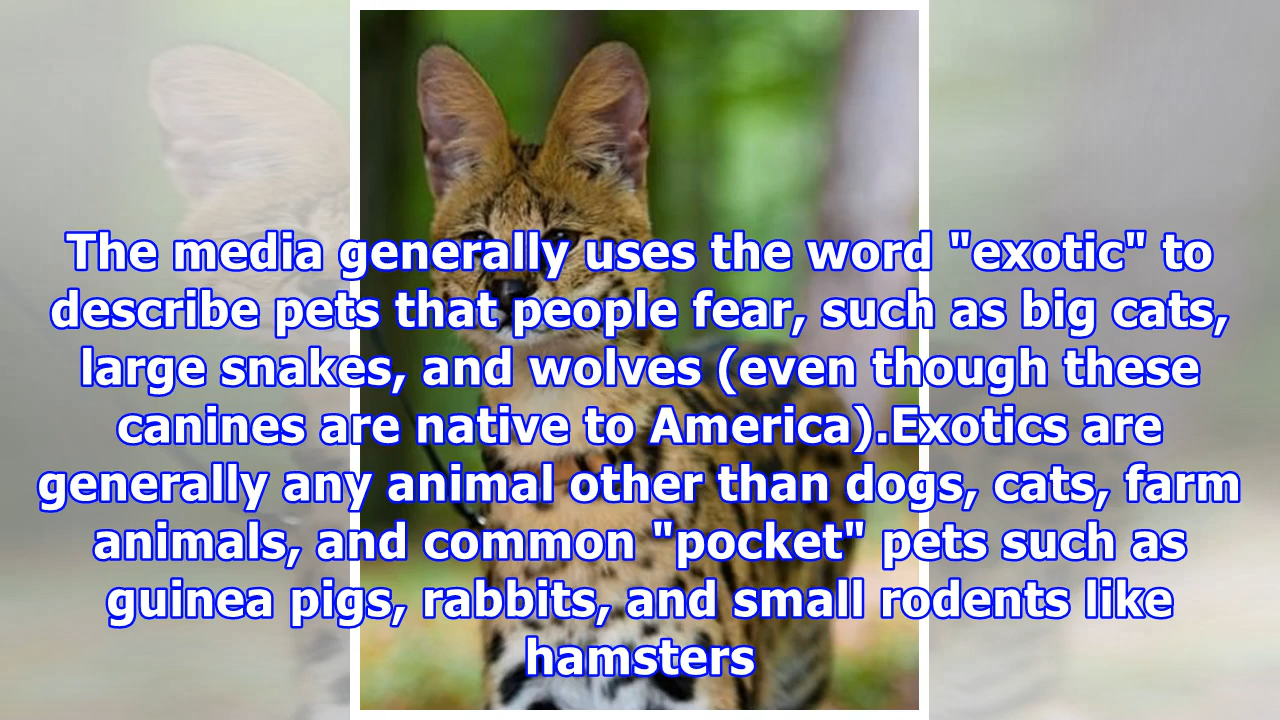 The media generally uses the word "exotic" to
describe pets that people fear, such as big cats,
large snakes, and wolves (even though these
canines are native to America).Exotics are
generally any animal other than dogs, cats, farm
animals, and common "pocket" pets such as
guinea pigs, rabbits, and small rodents like
hamsters